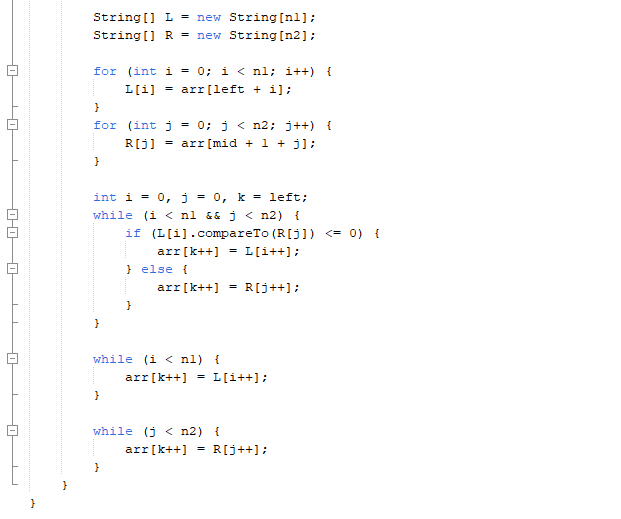 String[] L = new String[n1];
String[] R = new String[n2];
for (int i = 0; i < n1; i++) {
L[i] = arr[left + i];
}
for (int j = 0; j < n2; j++) {
R[j] = arr[mid + 1 + j];
}
int i = 0, j = 0, k = left;
while (i < n1 && j < n2) {
if (L[i].compareTo(R[j]) <= 0) {
arr[k++] = L[i++];
} else {
arr[k++] = R[j++];
}
}
while (i < n1) {
arr[k++] = L[i++];
}
while (j < n2) {
arr[k++] = R[j++];
}
}
}